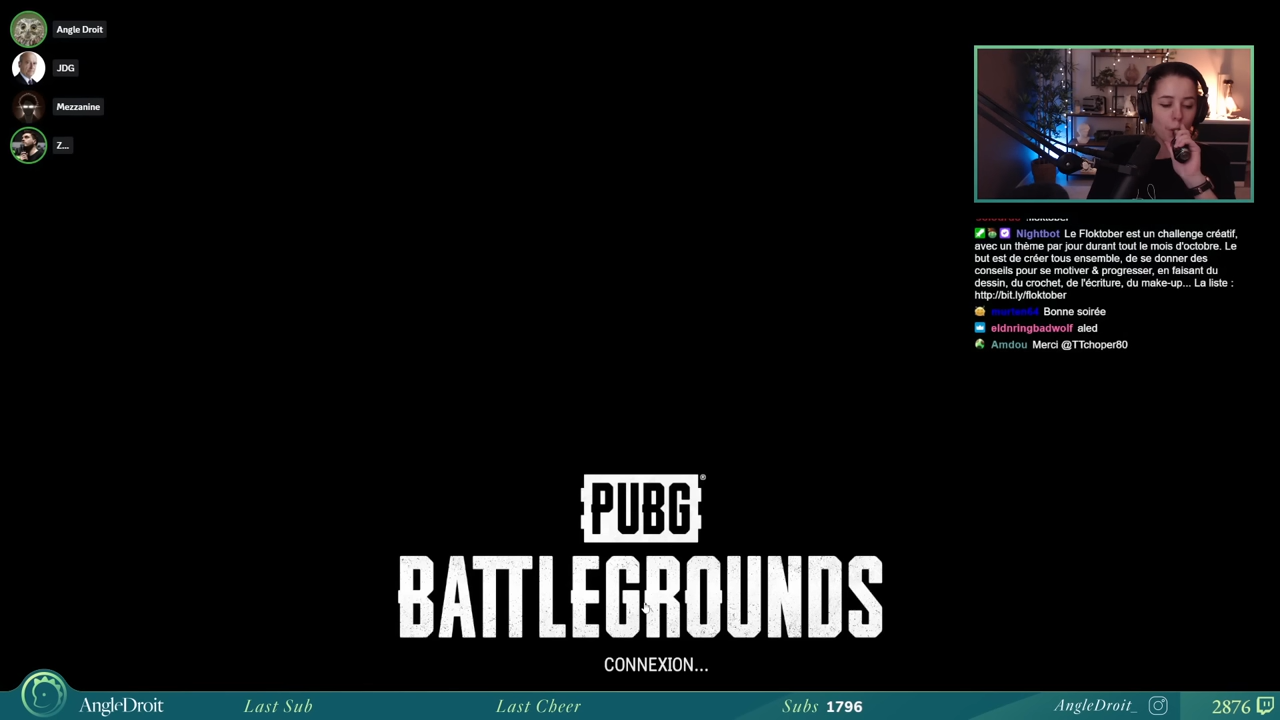 Angle Droit
JDG
Mezzanine
Z...
Nightbot Le Floktober est un challenge créatif,
avec un thème par jour durant tout le mois d'octobre. Le
but est de créer tous ensemble, de se donner des
conseils pour se motiver & progresser, en faisant du
dessin, du crochet, de l'écriture, du make-up... La liste :
http://bit.ly/floktober
Bonne soirée
eldnringbadwolf aled
Amdou Merci @TTchoper80
PUBG®
BATTLEGROUNDS
CONNEXION...
AngleDroit
Last Sub
Last Cheer
Subs 1796
AngleDroit_
2876